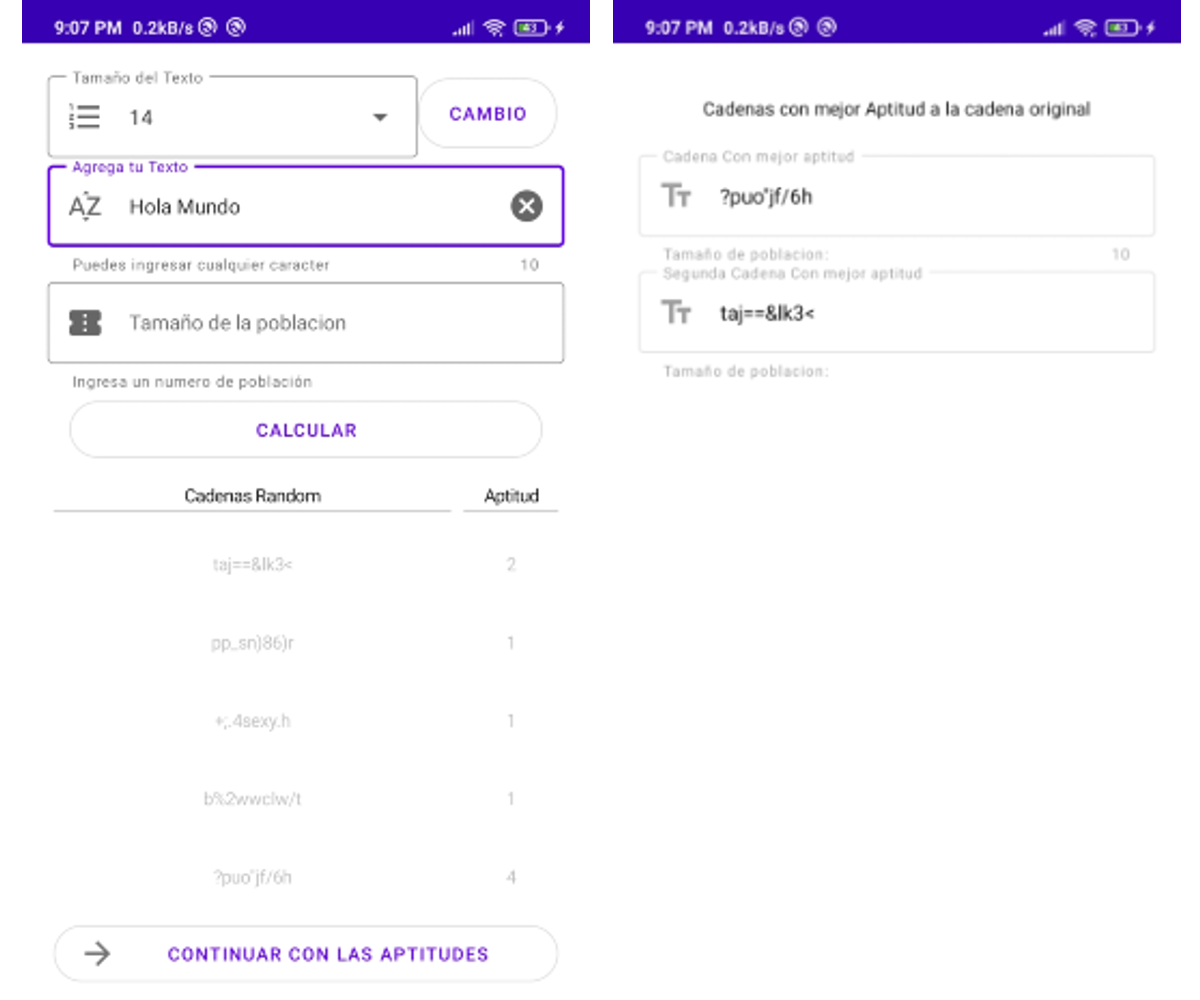 9:07 PM 0.2kB/s
43
Tamaño del Texto
14
CAMBIO
Agrega tu Texto
Hola Mundo
Puedes ingresar cualquier caracter 10
Tamaño de la poblacion
Ingresa un numero de población
CALCULAR
Cadenas Random Aptitud
taj==&lk3< 2
pp_sn)86)r 1
+;.4sexy.h 1
b%2wwclw/t 1
?puo"jf/6h 4
CONTINUAR CON LAS APTITUDES
9:07 PM 0.2kB/s
43
Cadenas con mejor Aptitud a la cadena original
Cadena Con mejor aptitud
?puo"jf/6h
Tamaño de poblacion: 10
Segunda Cadena Con mejor aptitud
taj==&lk3<
Tamaño de poblacion: